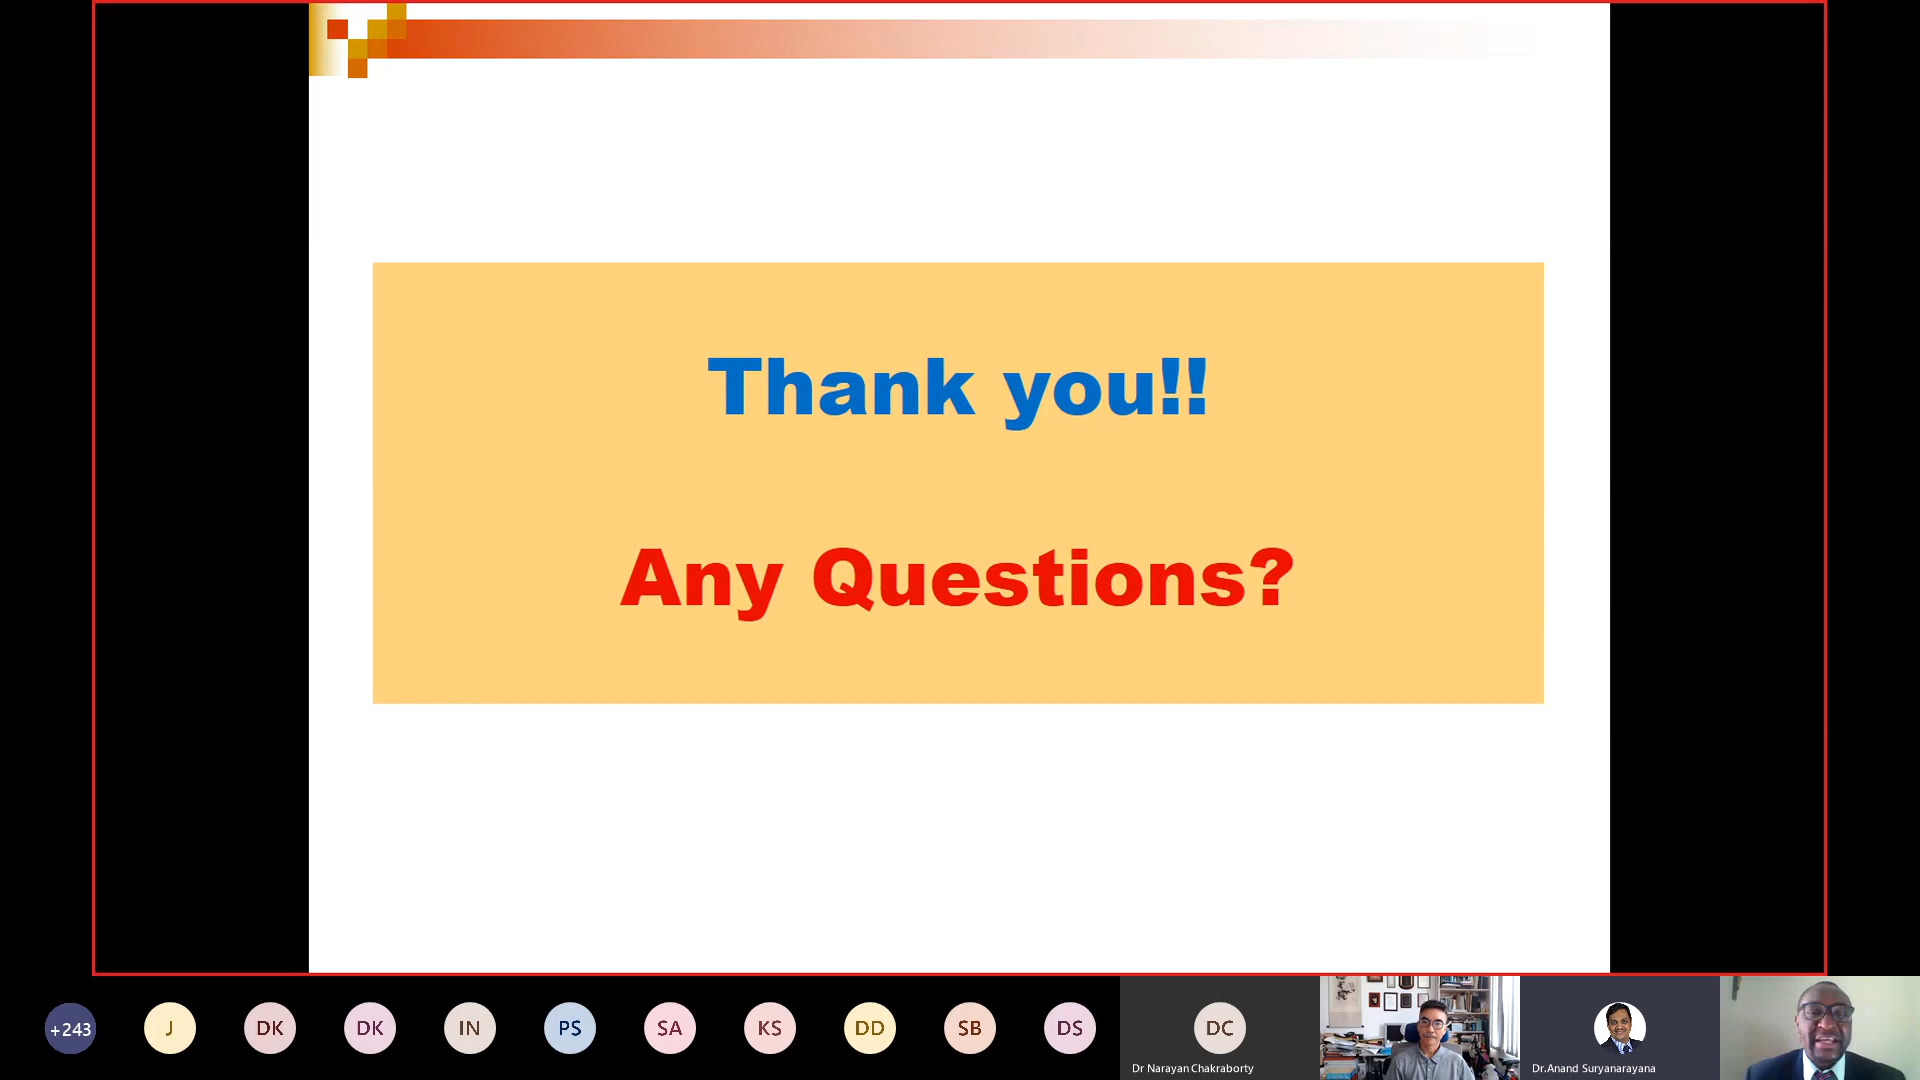 Thank you!!
Any Questions?
+243
J
DK
DK
IN
PS
SA
KS
DD
SB
DS
DC
Dr Narayan Chakraborty
Dr.Anand Suryanarayana